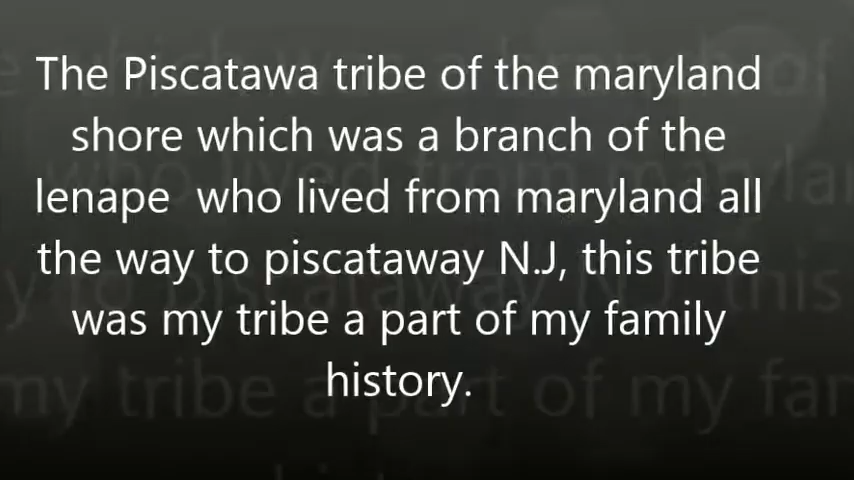 The Piscatawa tribe of the maryland
shore which was a branch of the
lenape  who lived from maryland all
the way to piscataway N.J, this tribe
was my tribe a part of my family
history.